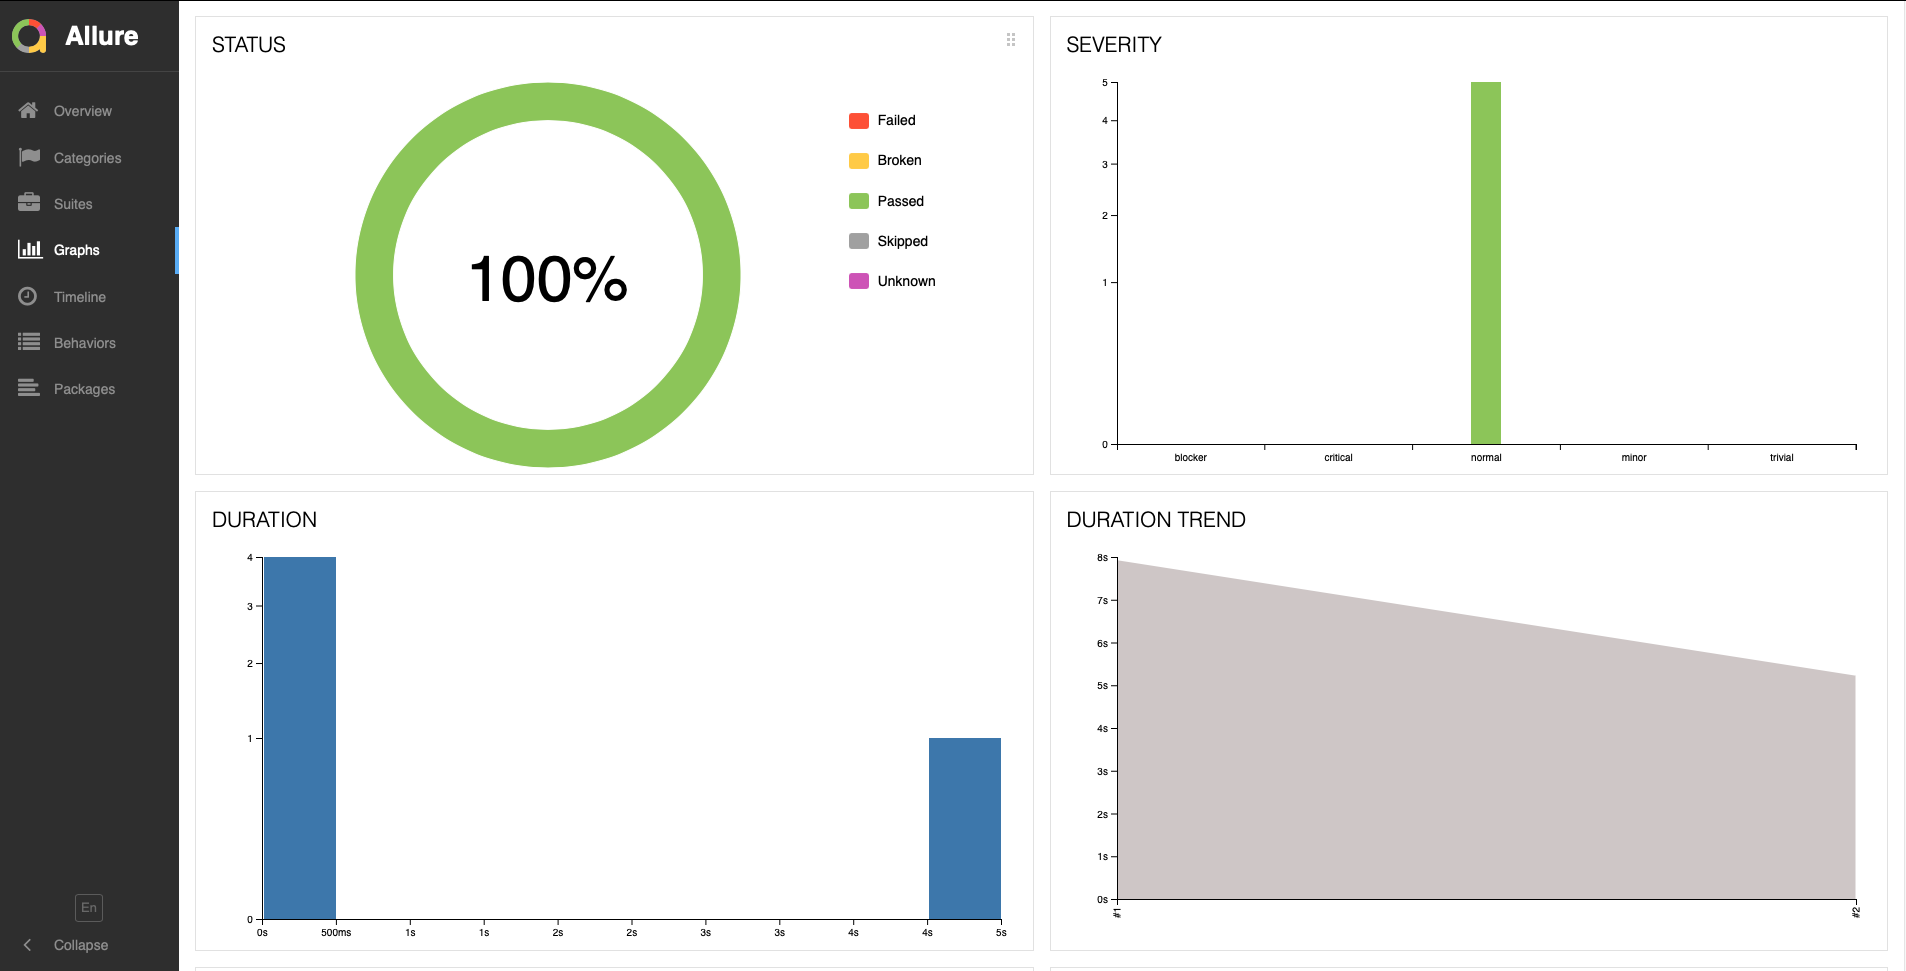 Allure
Overview
Categories
Suites
Graphs
Timeline
Behaviors
Packages
En
Collapse
STATUS
100%
Failed
Broken
Passed
Skipped
Unknown
SEVERITY
5
4
3
2
1
0
blocker critical normal minor trivial
DURATION
4
3
2
1
0
0s 500ms 1s 1s 2s 2s 3s 3s 4s 4s 5s
DURATION TREND
8s
7s
6s
5s
4s
3s
2s
1s
0s
#1 #2